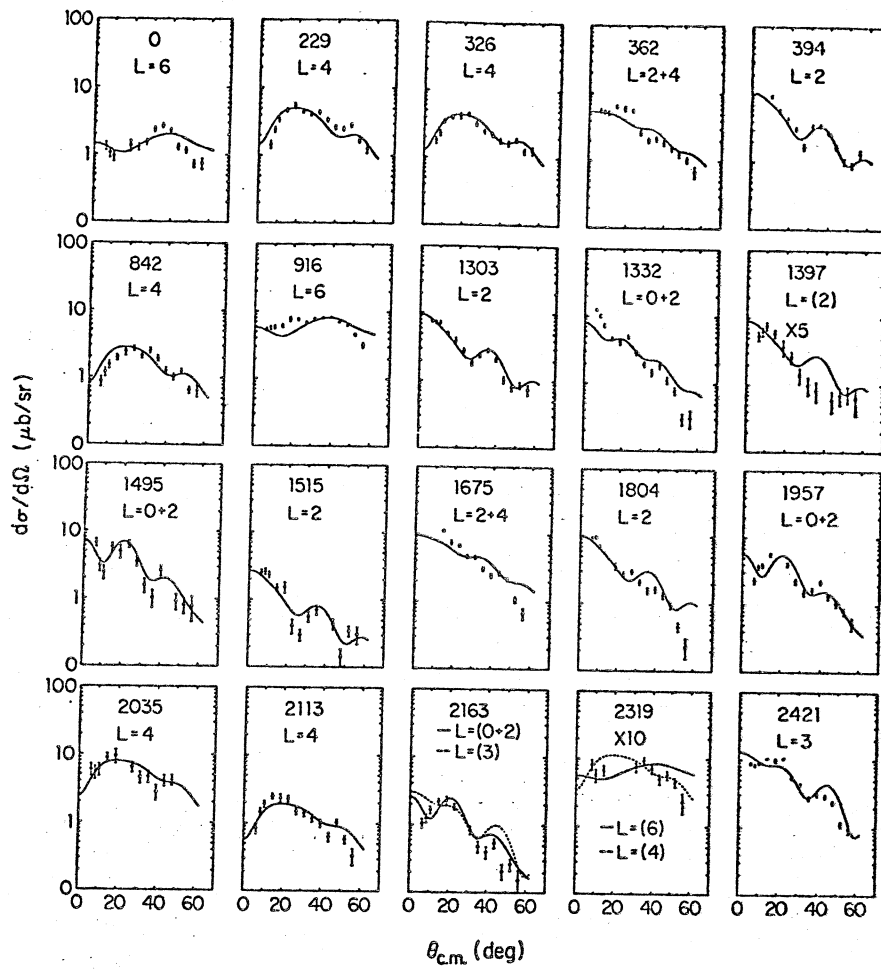 dσ/dΩ (μb/sr)
100
10
1
0
0
L=6
229
L=4
326
L=4
362
L=2+4
394
L=2
100
10
1
0
842
L=4
916
L=6
1303
L=2
1332
L=0+2
1397
L=(2)
X5
100
10
1
0
1495
L=0+2
1515
L=2
1675
L=2+4
1804
L=2
1957
L=0+2
100
10
1
0
2035
L=4
2113
L=4
2163
L=(0+2)
L=(3)
2319
X10
L=(6)
L=(4)
2421
L=3
0 20 40 60
0 20 40 60
0 20 40 60
0 20 40 60
0 20 40 60
θc.m. (deg)